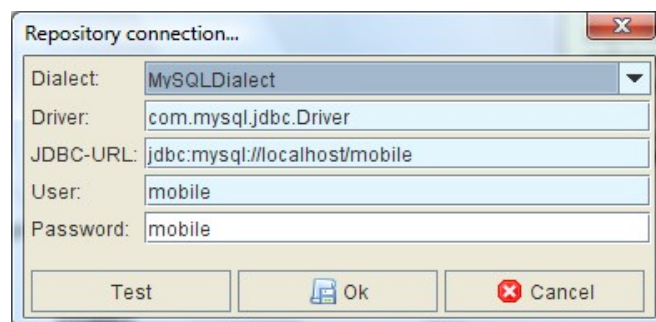 Repository connection...
Dialect: MySQLDialect
Driver: com.mysql.jdbc.Driver
JDBC-URL: jdbc:mysql://localhost/mobile
User: mobile
Password: mobile
Test Ok Cancel